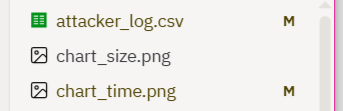 attacker_log.csv M
chart_size.png
chart_time.png M